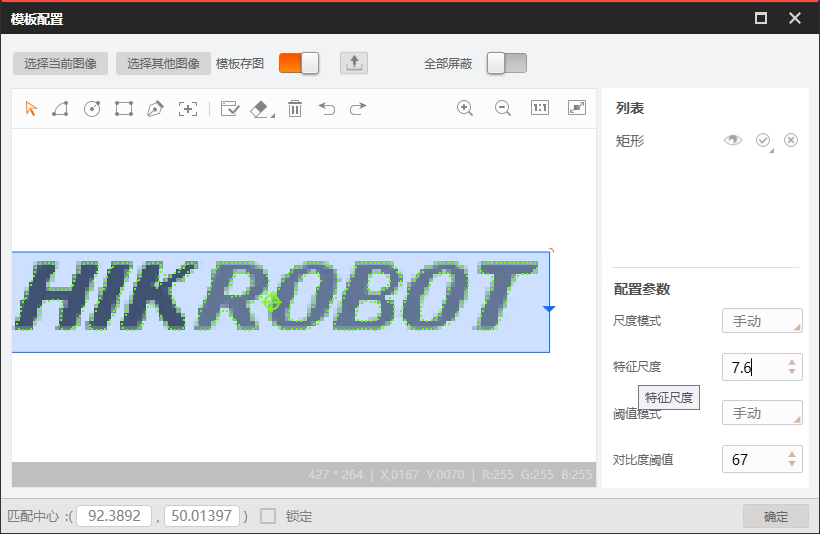 模板配置
选择当前图像 选择其他图像 模板存图 全部屏蔽
1:1
列表
矩形
HIKROBOT
配置参数
尺度模式 手动
特征尺度 7.6
特征尺度
阈值模式 手动
对比度阈值 67
427 * 264 | X,0167 Y,0070 | R:255 G:255 B:255
匹配中心 :( 92.3892 , 50.01397 ) 锁定 确定